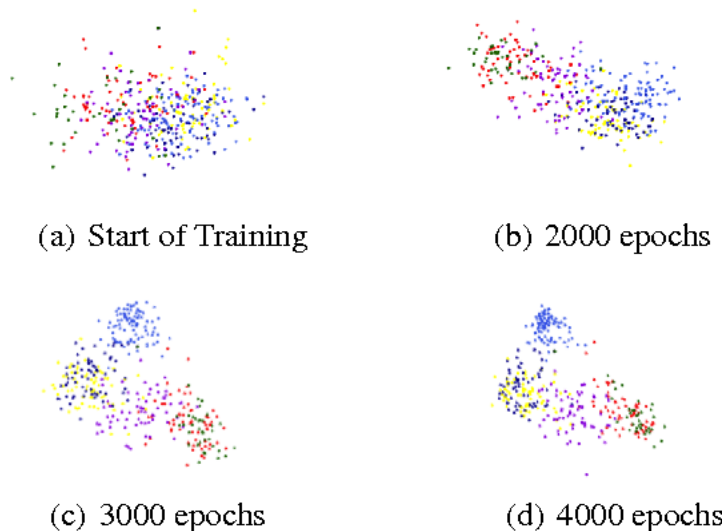 (a) Start of Training
(b) 2000 epochs
(c) 3000 epochs
(d) 4000 epochs